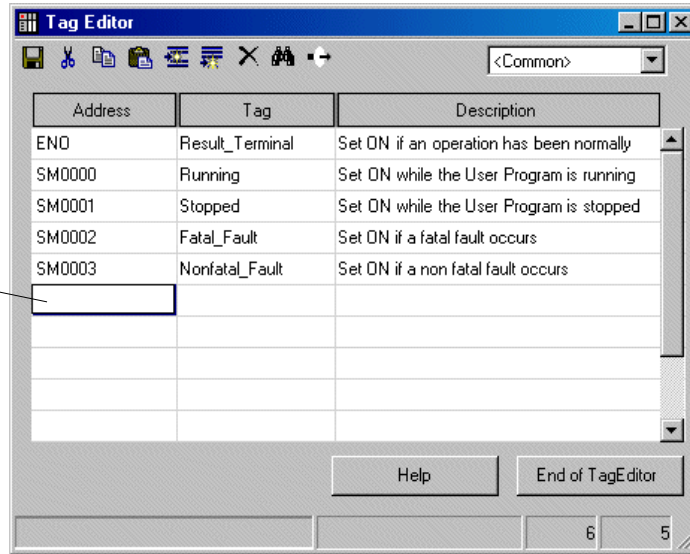 Tag Editor
<Common>
Address Tag Description
ENO Result_Terminal Set ON if an operation has been normally
SM0000 Running Set ON while the User Program is running
SM0001 Stopped Set ON while the User Program is stopped
SM0002 Fatal_Fault Set ON if a fatal fault occurs
SM0003 Nonfatal_Fault Set ON if a non fatal fault occurs
Help End of TagEditor
6 5